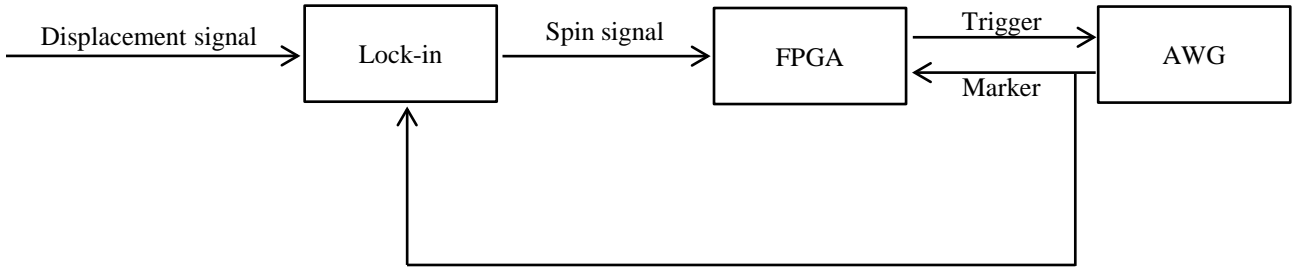 Displacement signal
Lock-in
Spin signal
FPGA
Trigger
Marker
AWG